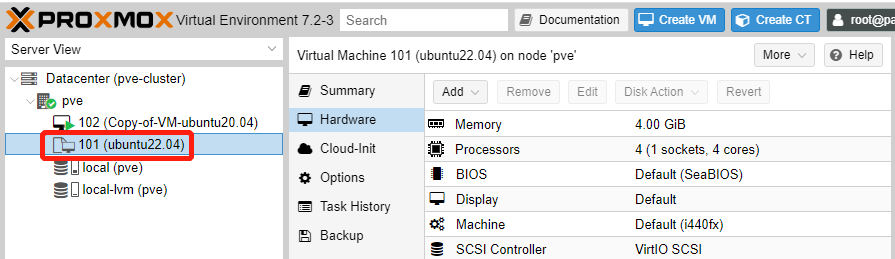 PROXMOX Virtual Environment 7.2-3 Search Documentation Create VM Create CT root@pa
Server View
Virtual Machine 101 (ubuntu22.04) on node 'pve' More Help
Datacenter (pve-cluster)
pve
102 (Copy-of-VM-ubuntu20.04)
101 (ubuntu22.04)
local (pve)
local-lvm (pve)
Summary
Hardware
Cloud-Init
Options
Task History
Backup
Add Remove Edit Disk Action Revert
Memory 4.00 GiB
Processors 4 (1 sockets, 4 cores)
BIOS Default (SeaBIOS)
Display Default
Machine Default (i440fx)
SCSI Controller VirtIO SCSI